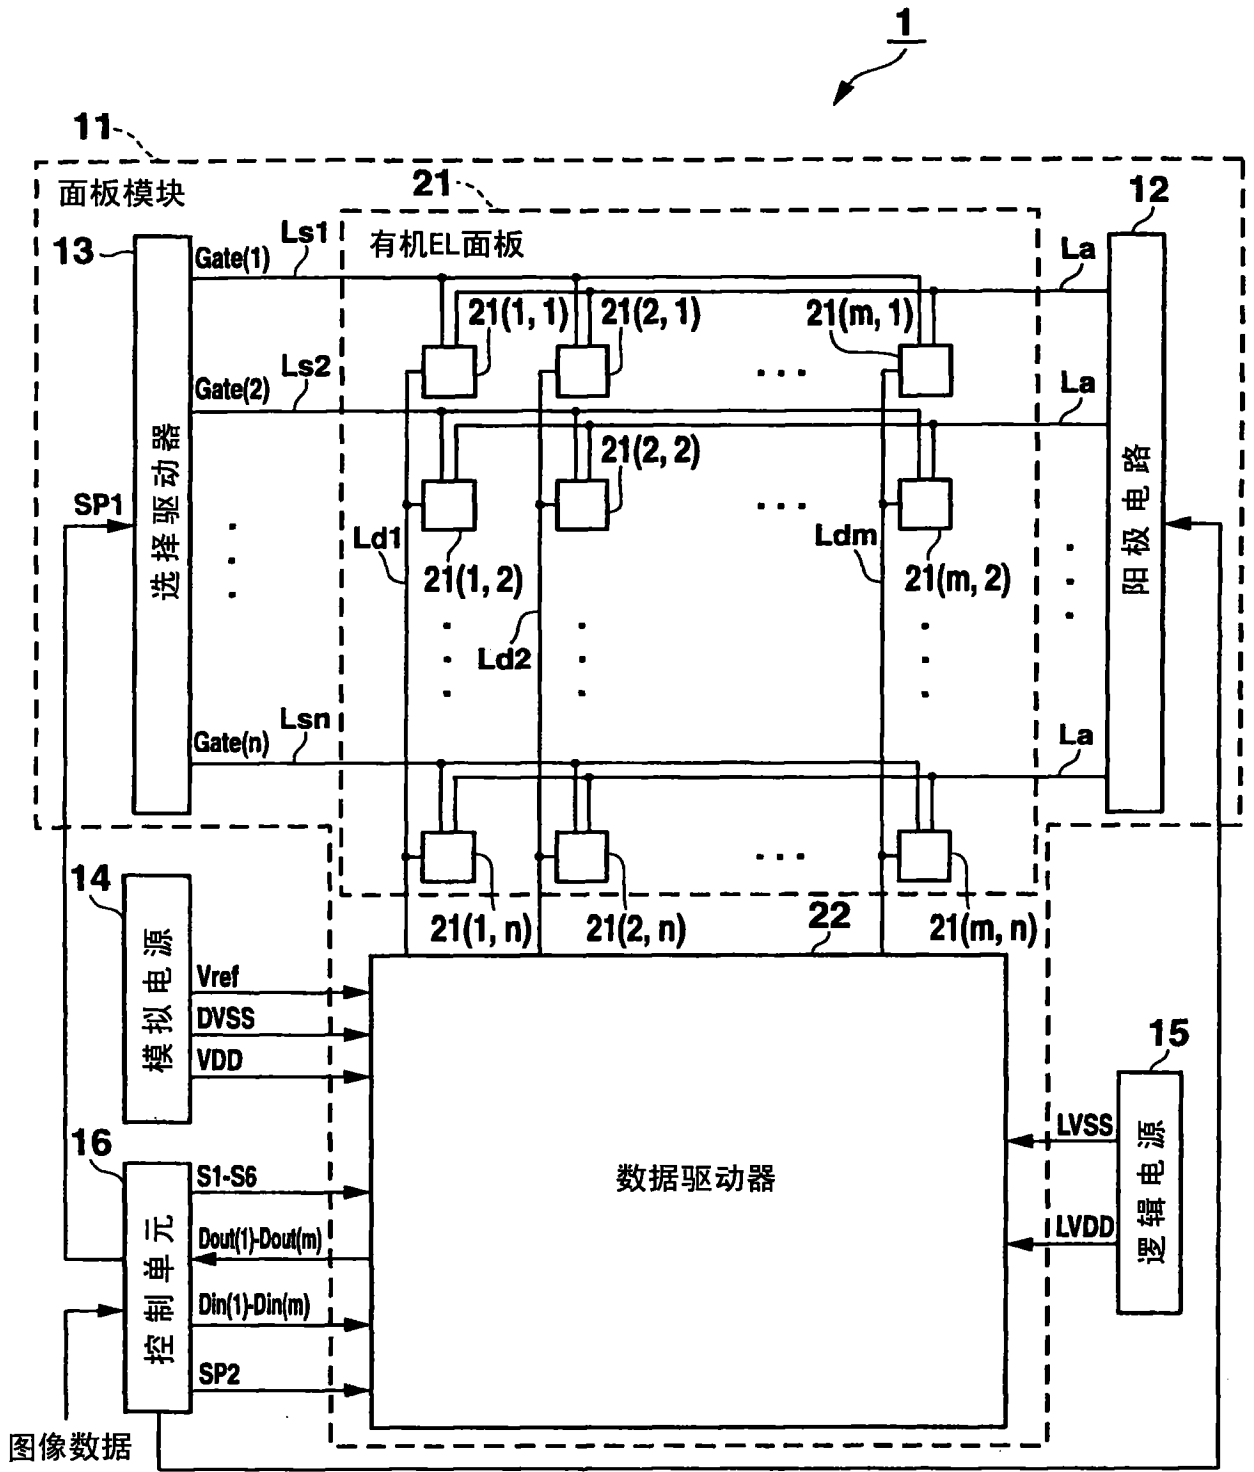 1
11
面板模块
21
12
13
Gate(1)
Ls1
有机EL面板
La
21(1, 1)
21(2, 1)
21(m, 1)
Gate(2)
Ls2
La
21(2, 2)
选择驱动器
阳极电路
SP1
Ld1
Ldm
21(1, 2)
21(m, 2)
Ld2
Gate(n)
Lsn
La
14
21(1, n)
21(2, n)
22
21(m, n)
模拟电源
Vref
DVSS
VDD
15
逻辑电源
LVSS
LVDD
16
控制单元
S1-S6
数据驱动器
Dout(1)-Dout(m)
Din(1)-Din(m)
SP2
图像数据